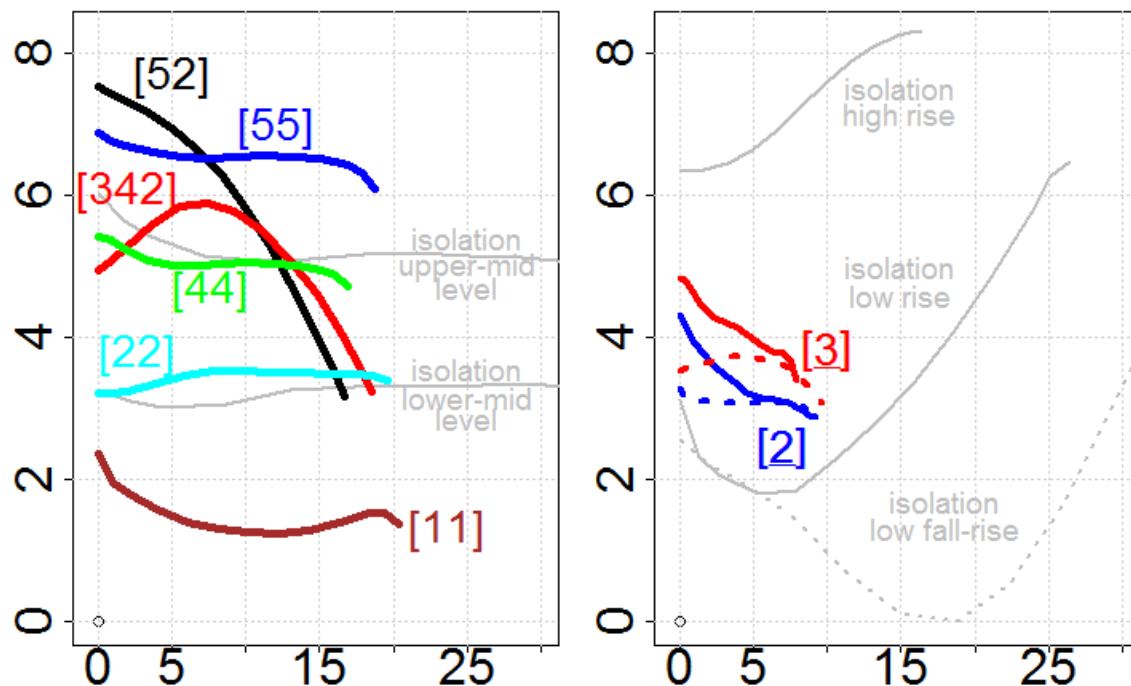 8
6
4
2
0
[52]
[55]
[342]
[44]
[22]
[11]
isolation
upper-mid
level
isolation
lower-mid
level
0 5 15 25
isolation
high rise
isolation
low rise
[3]
[2]
isolation
low fall-rise
8
6
4
2
0
0 5 15 25